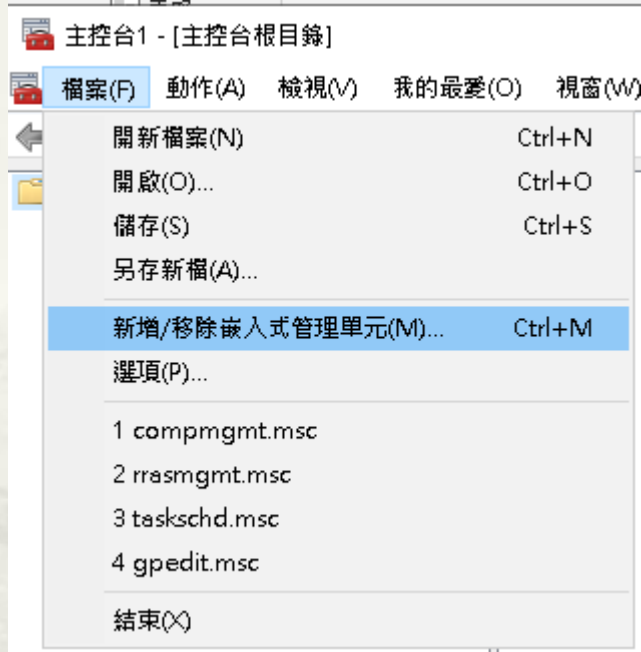 主控台1 - [主控台根目錄]
檔案(F) 動作(A) 檢視(V) 我的最愛(O) 視窗(W)
開新檔案(N) Ctrl+N
開啟(O)... Ctrl+O
儲存(S) Ctrl+S
另存新檔(A)...
新增/移除嵌入式管理單元(M)... Ctrl+M
選項(P)...
1 compmgmt.msc
2 rrasmgmt.msc
3 taskschd.msc
4 gpedit.msc
結束(X)